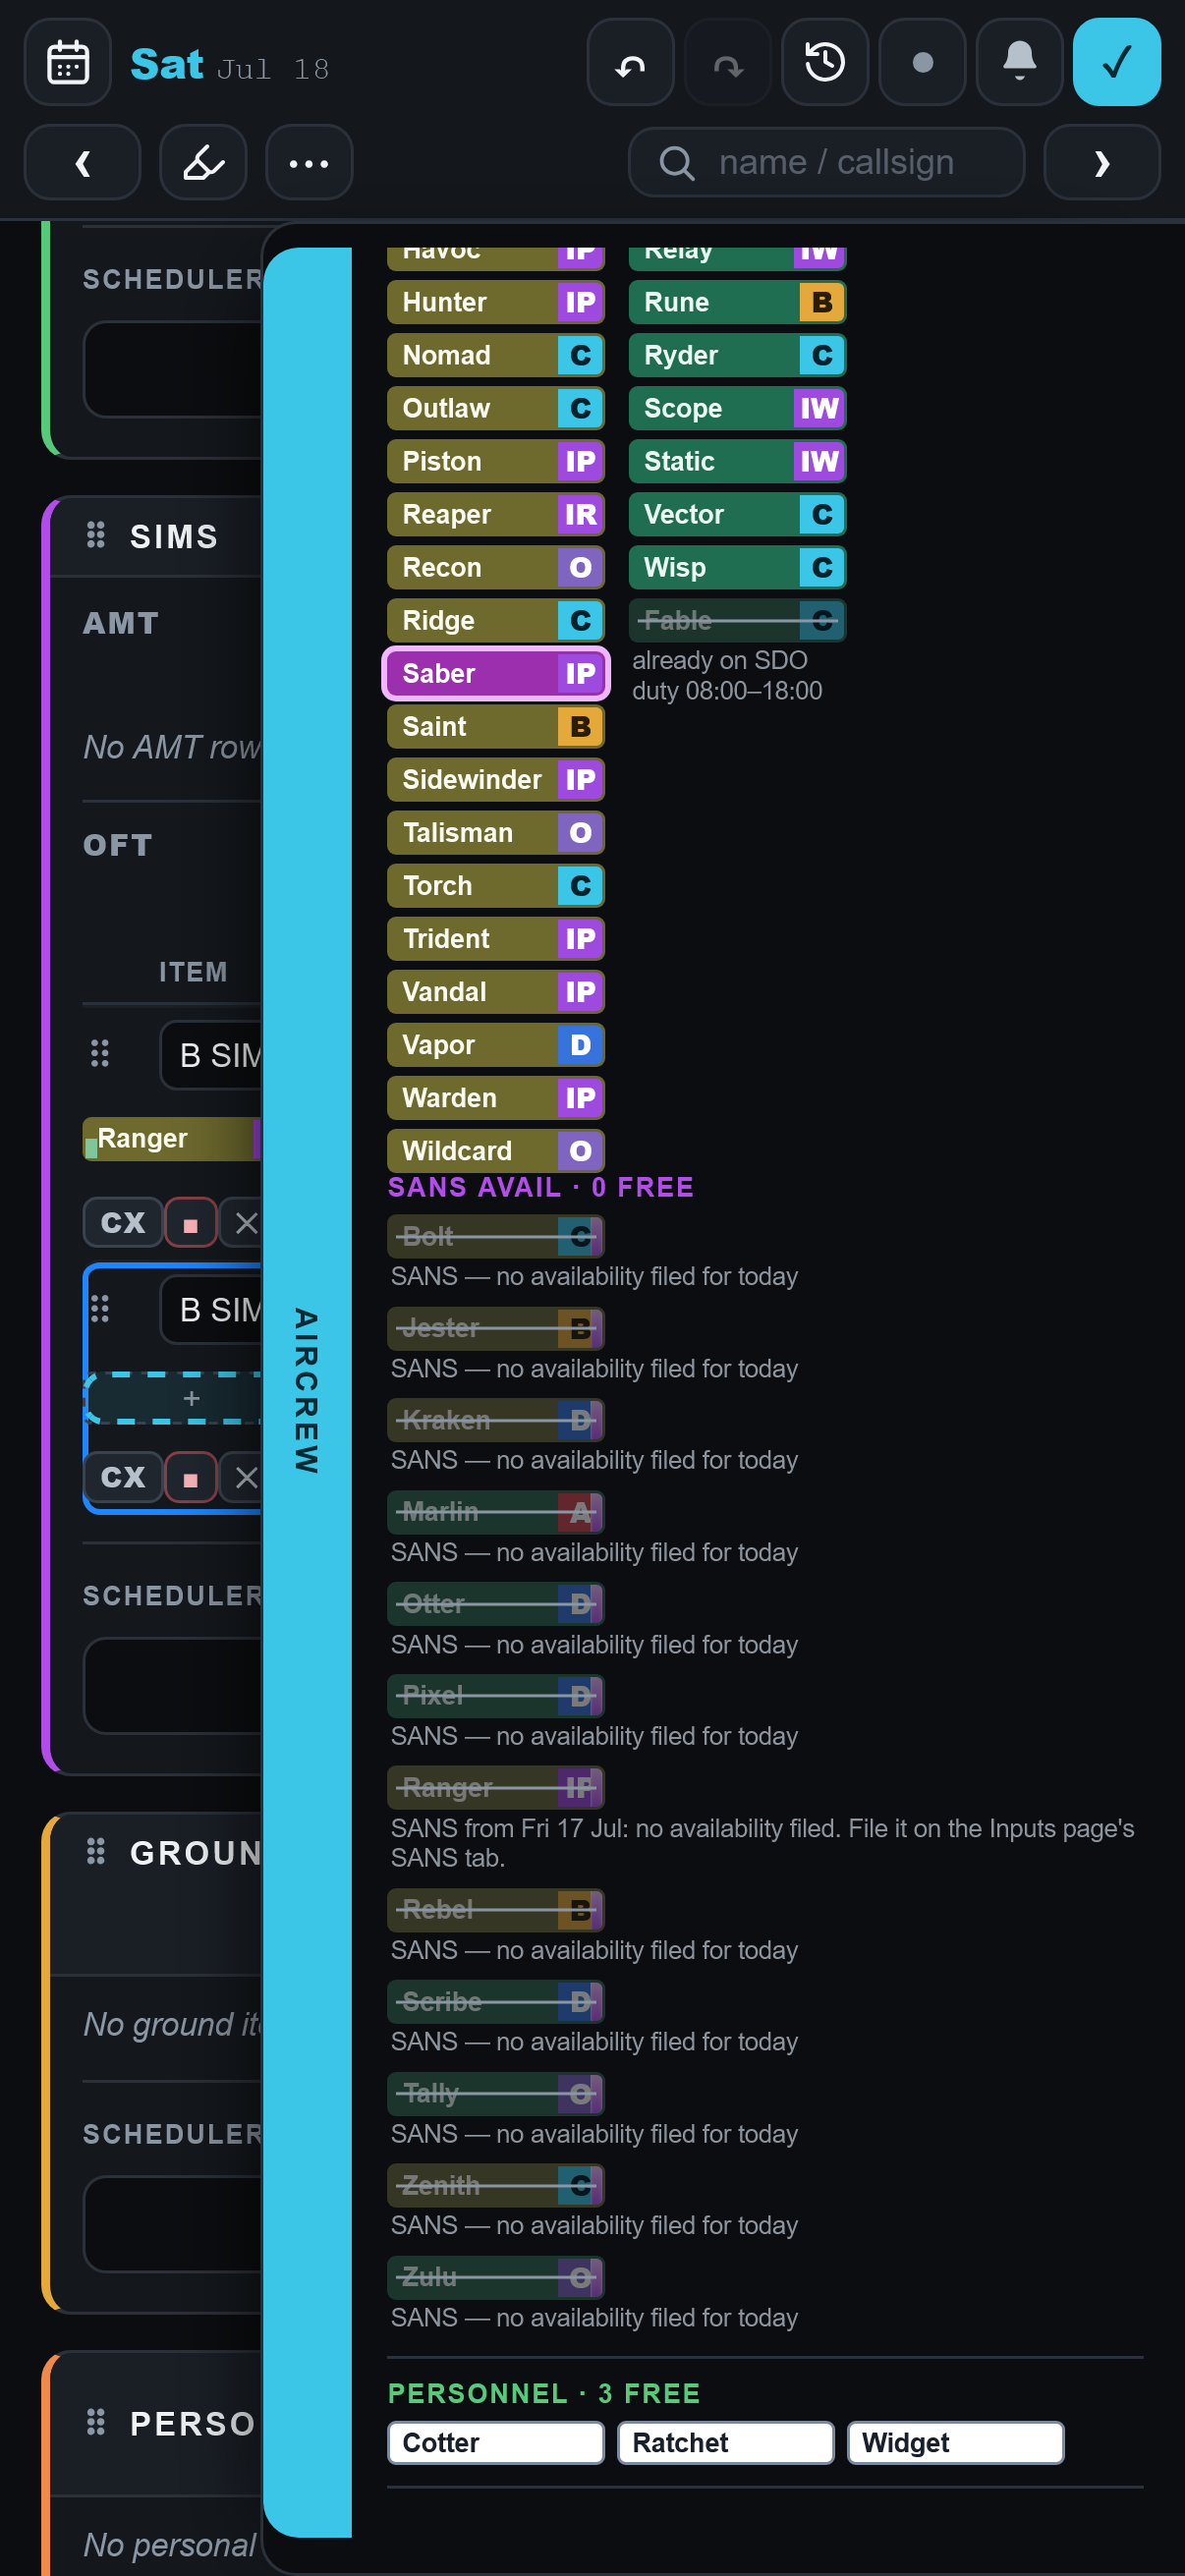 Sat Jul 18
name / callsign
SCHEDULER
SIMS
AMT
No AMT row
OFT
ITEM
B SIM
Ranger
CX
B SIM
+
CX
SCHEDULER
GROUN
No ground it
SCHEDULER
PERSO
No personal
AIRCREW
Havoc IP
Hunter IP
Nomad C
Outlaw C
Piston IP
Reaper IR
Recon O
Ridge C
Saber IP
Saint B
Sidewinder IP
Talisman O
Torch C
Trident IP
Vandal IP
Vapor D
Warden IP
Wildcard O
Relay IW
Rune B
Ryder C
Scope IW
Static IW
Vector C
Wisp C
Fable C
already on SDO
duty 08:00–18:00
SANS AVAIL · 0 FREE
Bolt C
SANS — no availability filed for today
Jester B
SANS — no availability filed for today
Kraken D
SANS — no availability filed for today
Marlin A
SANS — no availability filed for today
Otter D
SANS — no availability filed for today
Pixel D
SANS — no availability filed for today
Ranger IP
SANS from Fri 17 Jul: no availability filed. File it on the Inputs page's
SANS tab.
Rebel B
SANS — no availability filed for today
Scribe D
SANS — no availability filed for today
Tally O
SANS — no availability filed for today
Zenith C
SANS — no availability filed for today
Zulu O
SANS — no availability filed for today
PERSONNEL · 3 FREE
Cotter
Ratchet
Widget